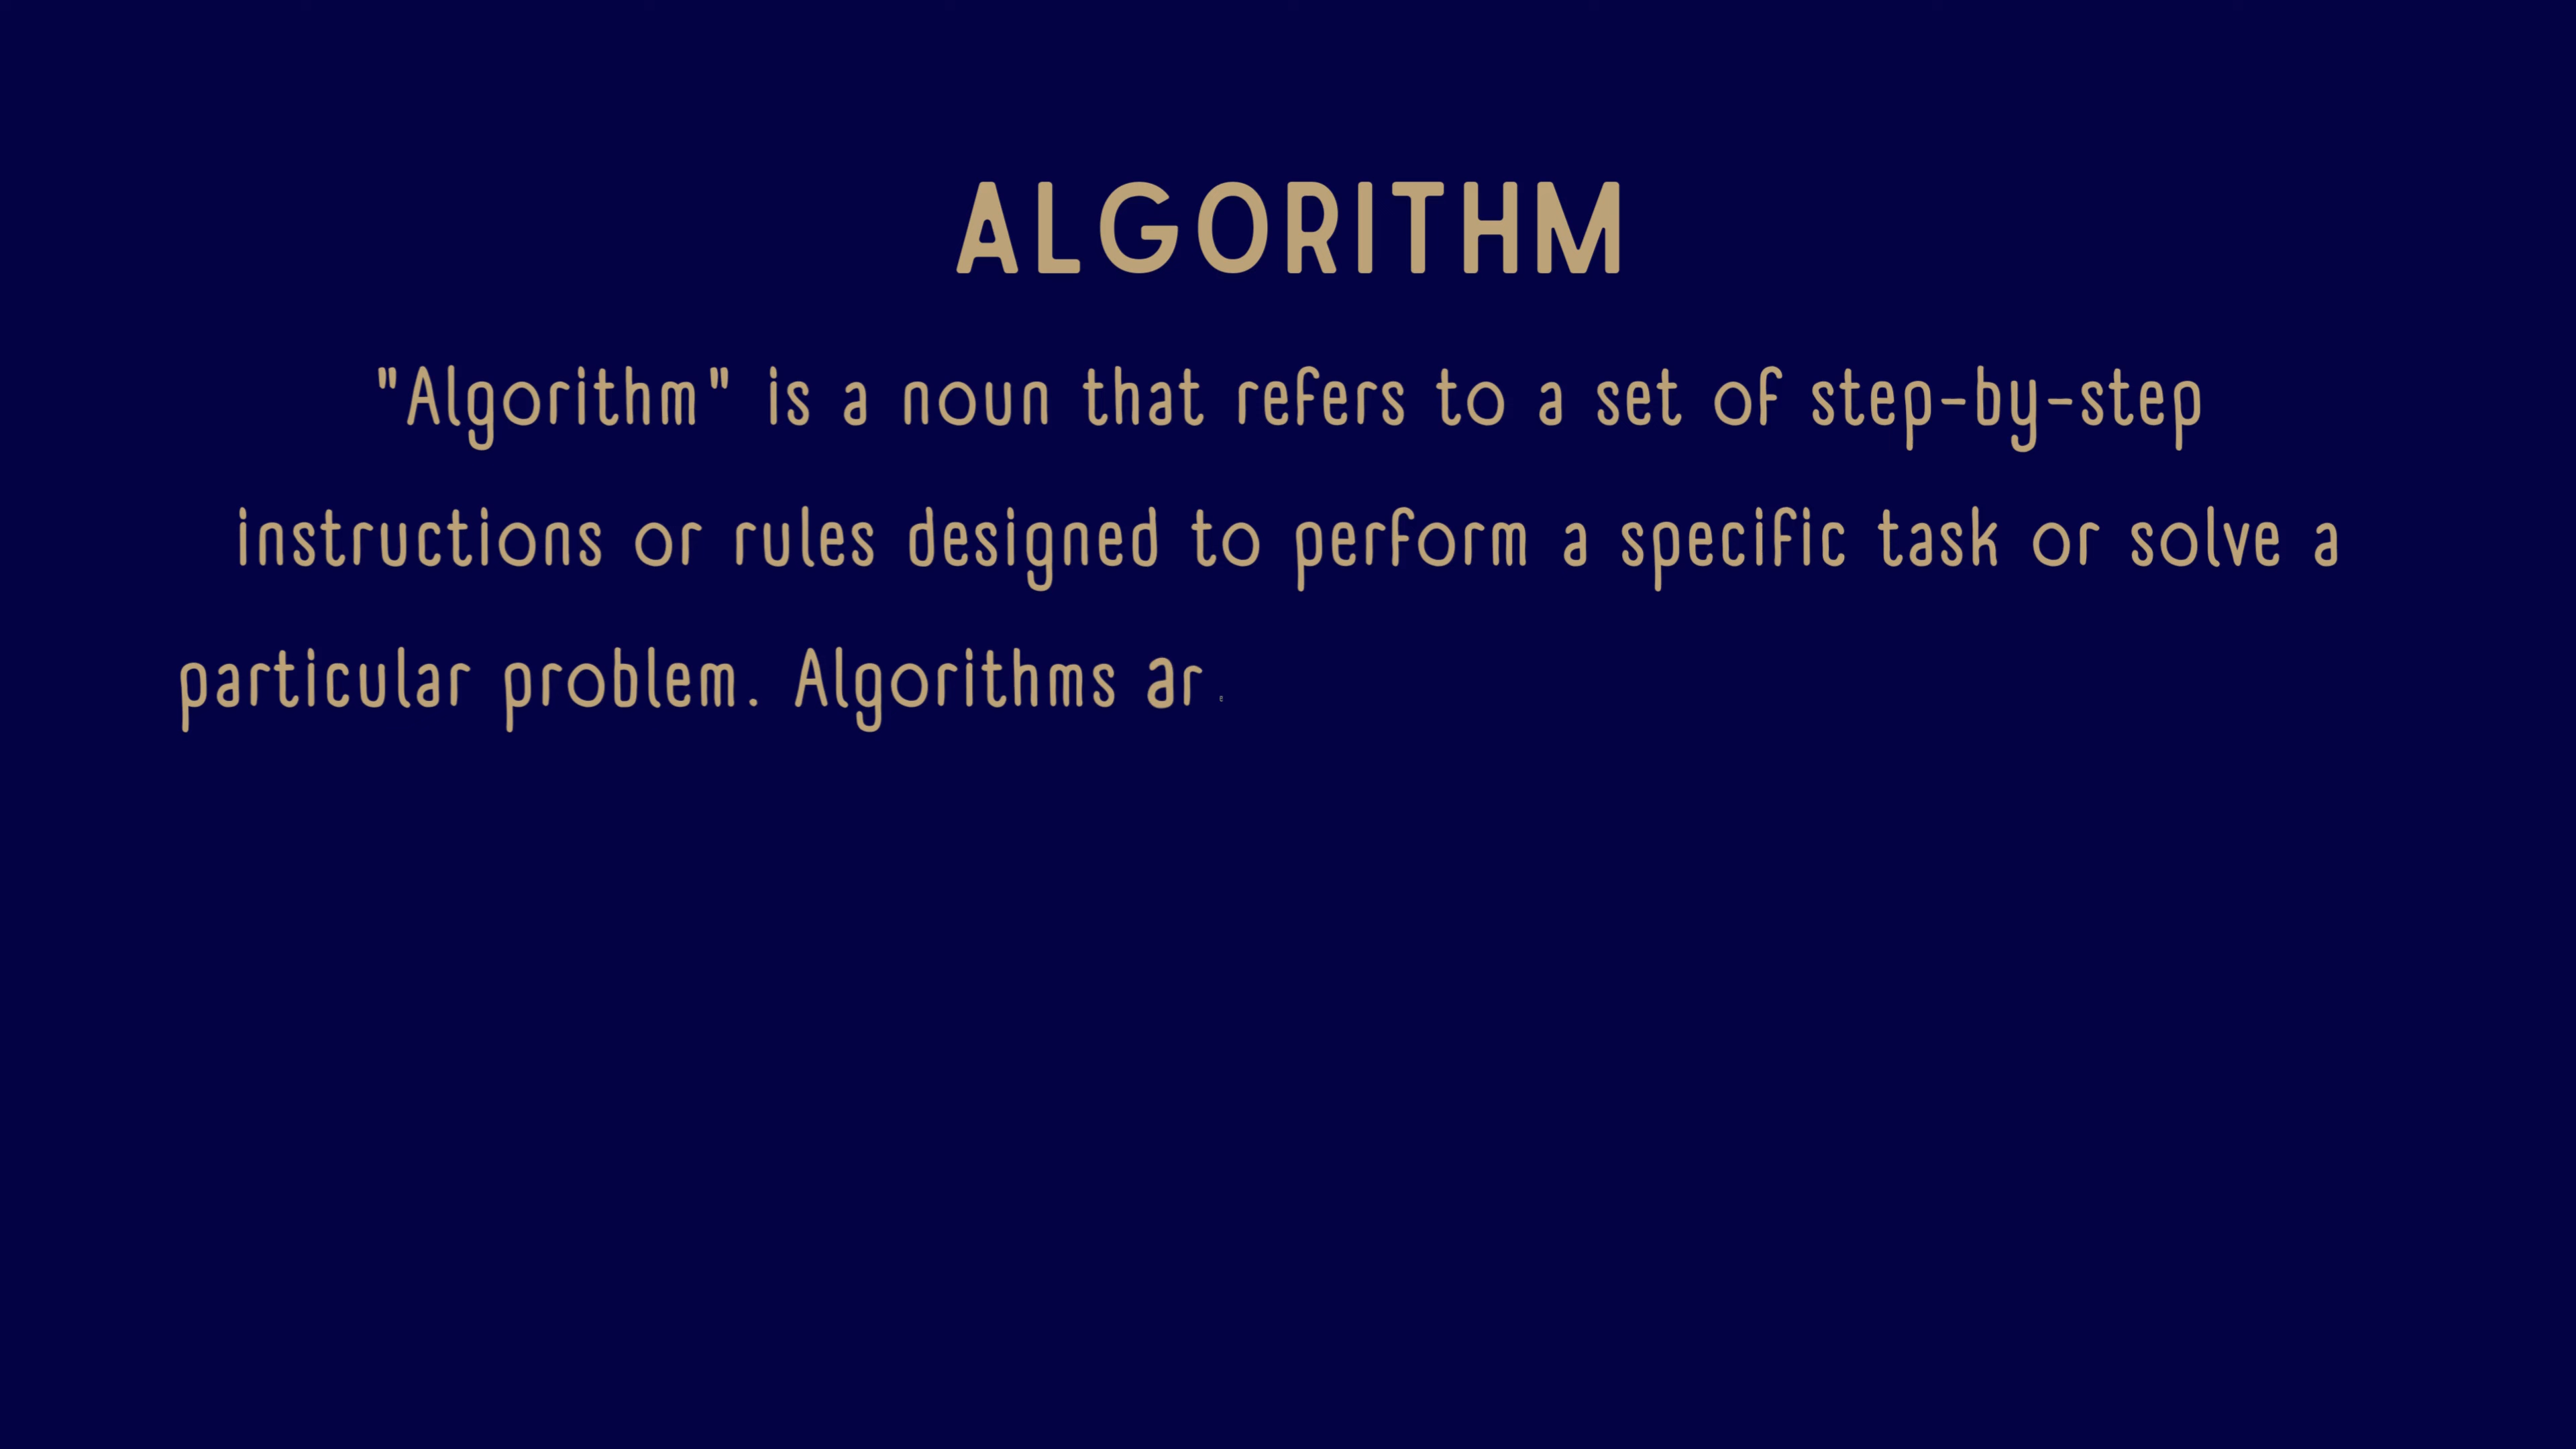 ALGORITHM
"Algorithm" is a noun that refers to a set of step-by-step
instructions or rules designed to perform a specific task or solve a
particular problem. Algorithms are